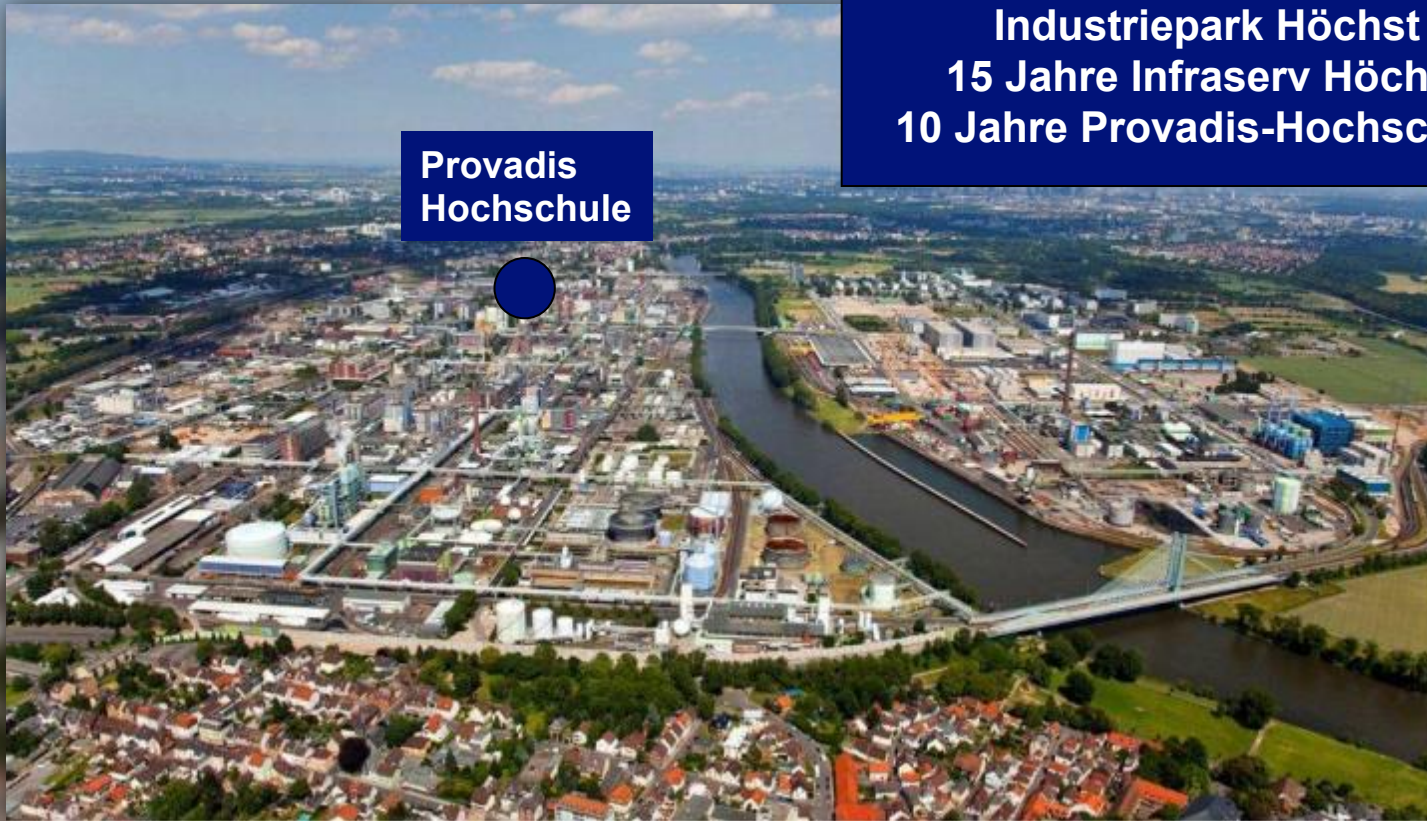 Industriepark Höchst
15 Jahre Infraserv Höch
10 Jahre Provadis-Hochsc
Provadis
Hochschule